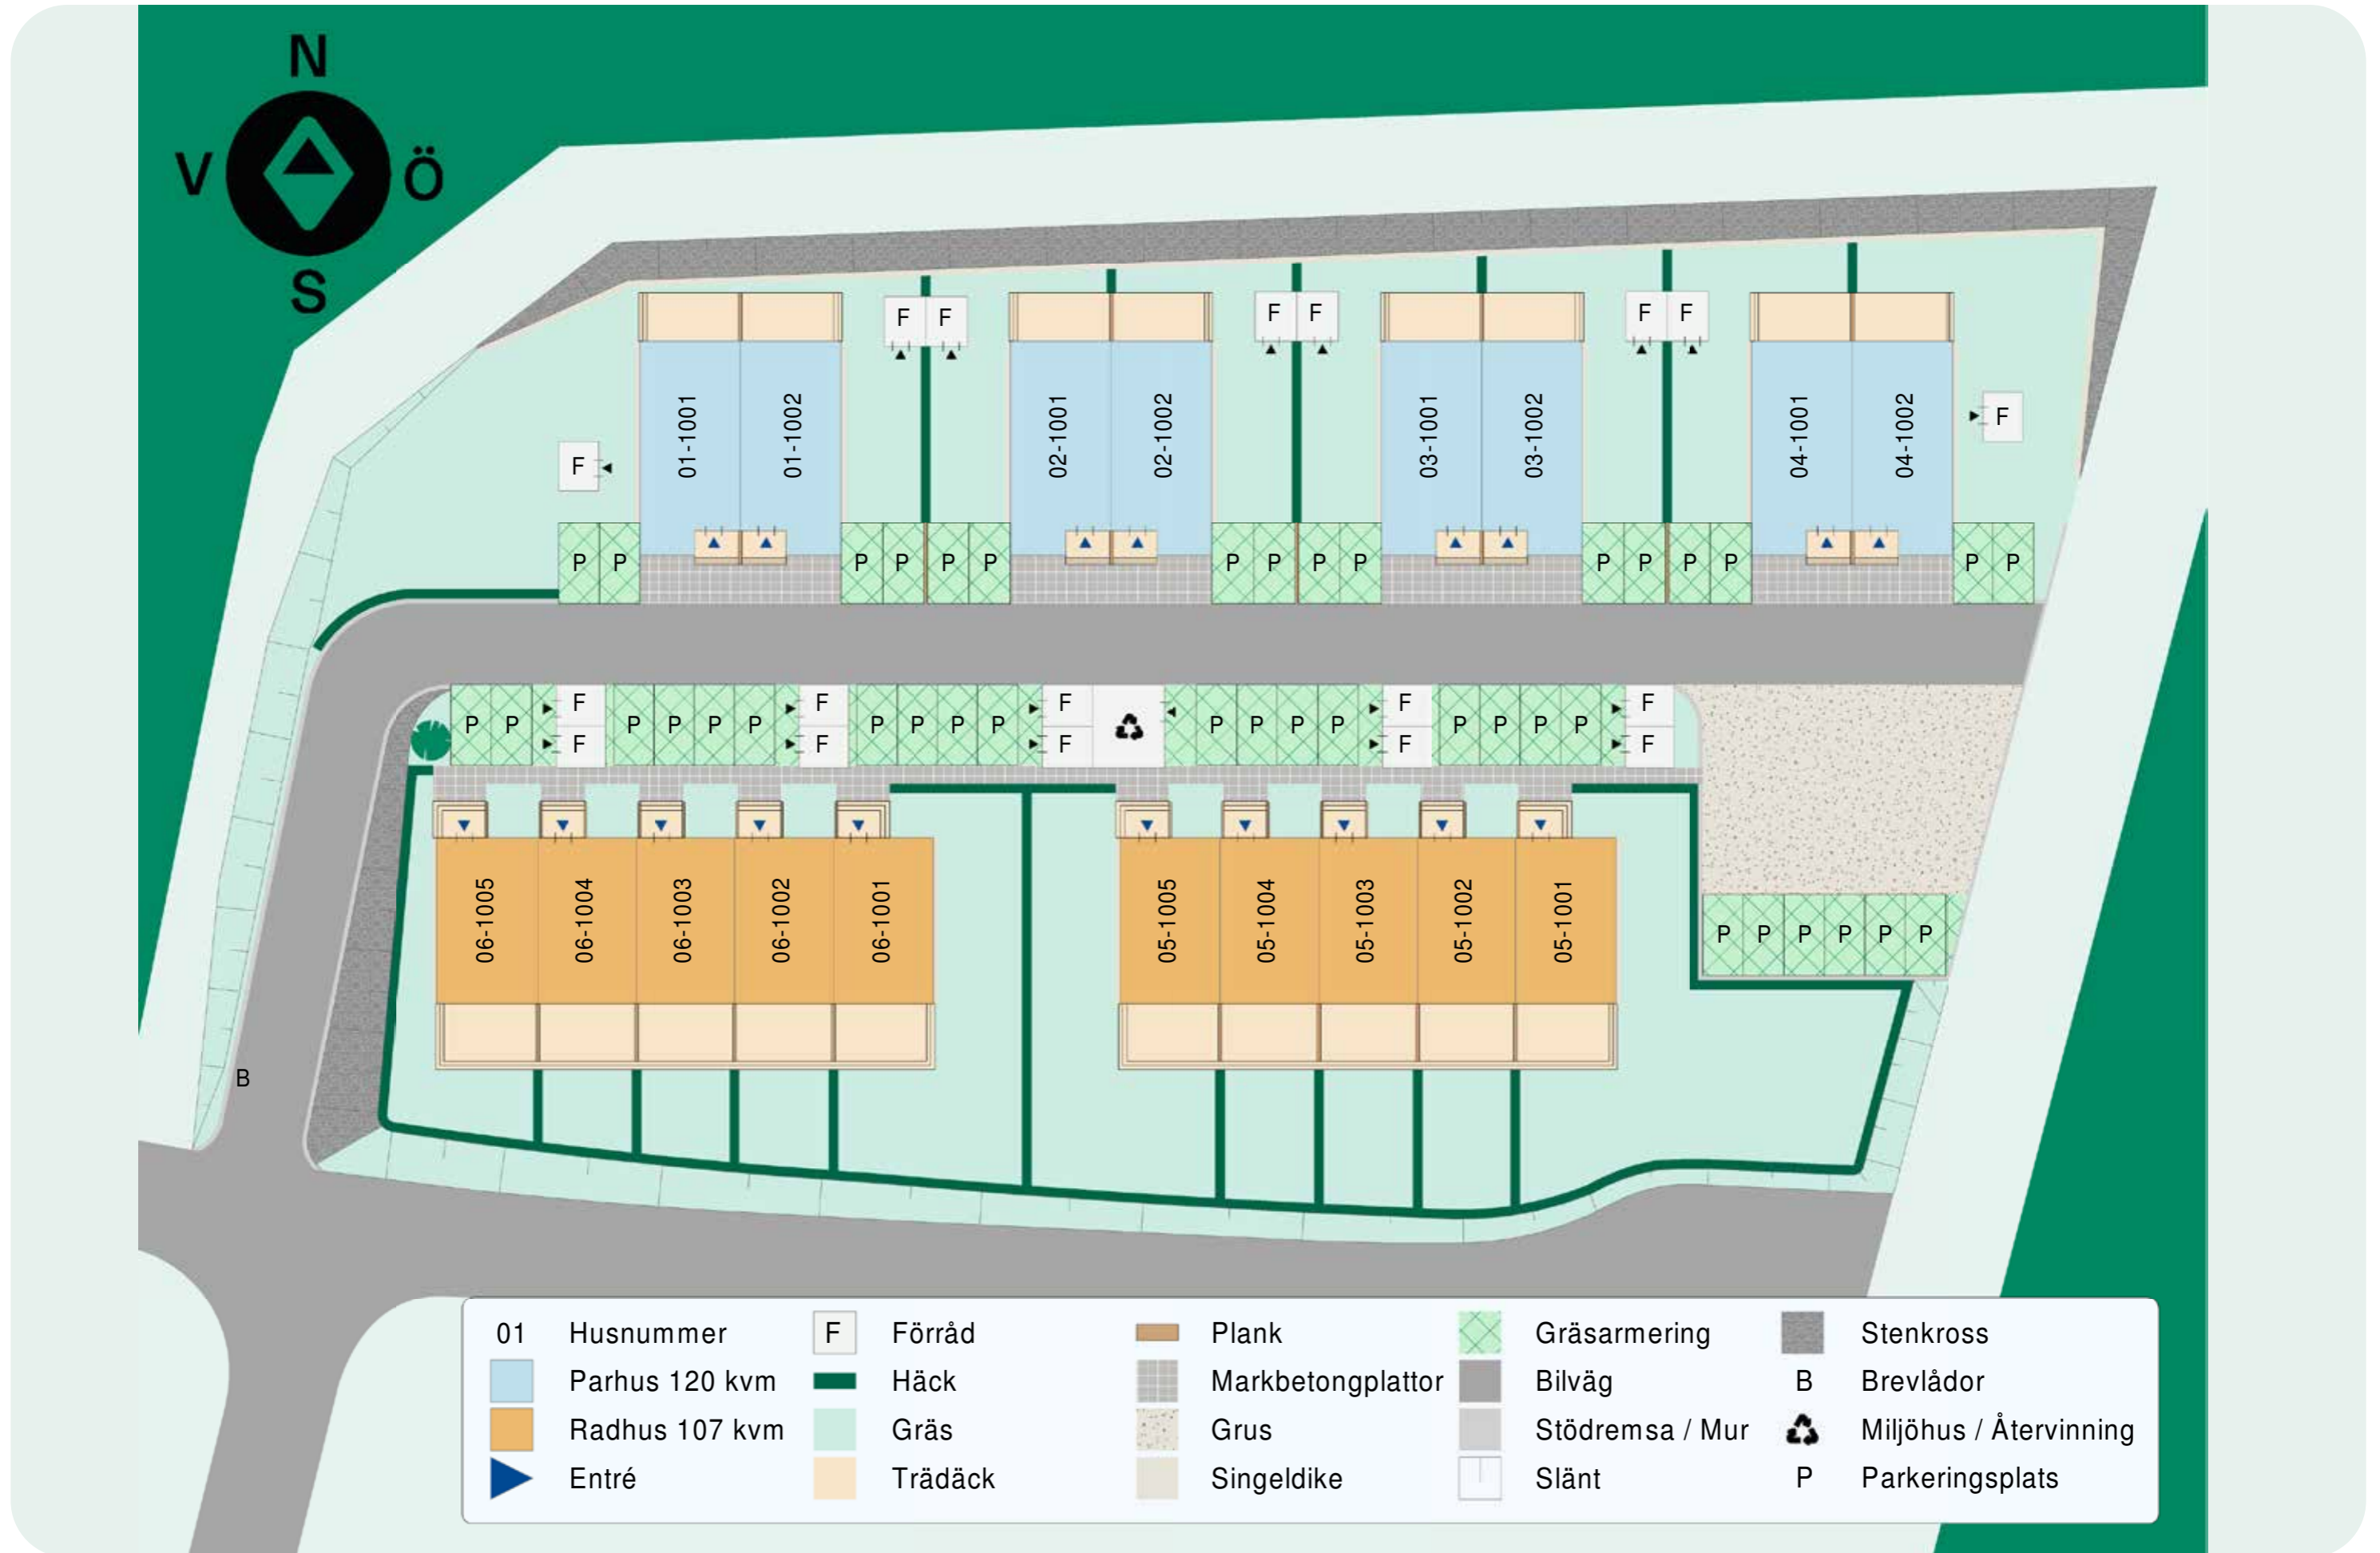 N
V Ö
S
F F F F F F
01-1001 01-1002 02-1001 02-1002 03-1001 03-1002 04-1001 04-1002
F
F
P P P P P P P P P P P P P P P P
F F F F F
P P P P P P P P P P P P P P P P P P
F F F F F
06-1005 06-1004 06-1003 06-1002 06-1001 05-1005 05-1004 05-1003 05-1002 05-1001
P P P P P P
B
01 Husnummer F Förråd Plank Gräsarmering Stenkross
Parhus 120 kvm Häck Markbetongplattor Bilväg B Brevlådor
Radhus 107 kvm Gräs Grus Stödremsa / Mur Miljöhus / Återvinning
Entré Trädäck Singeldike Slänt P Parkeringsplats